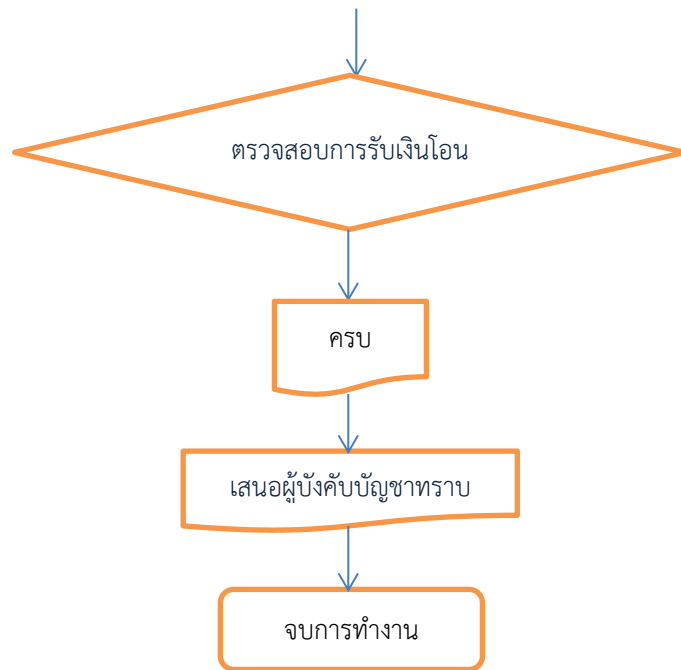 ตรวจสอบการรับเงินโอน
ครบ
เสนอผู้บังคับบัญชาทราบ
จบการทำงาน